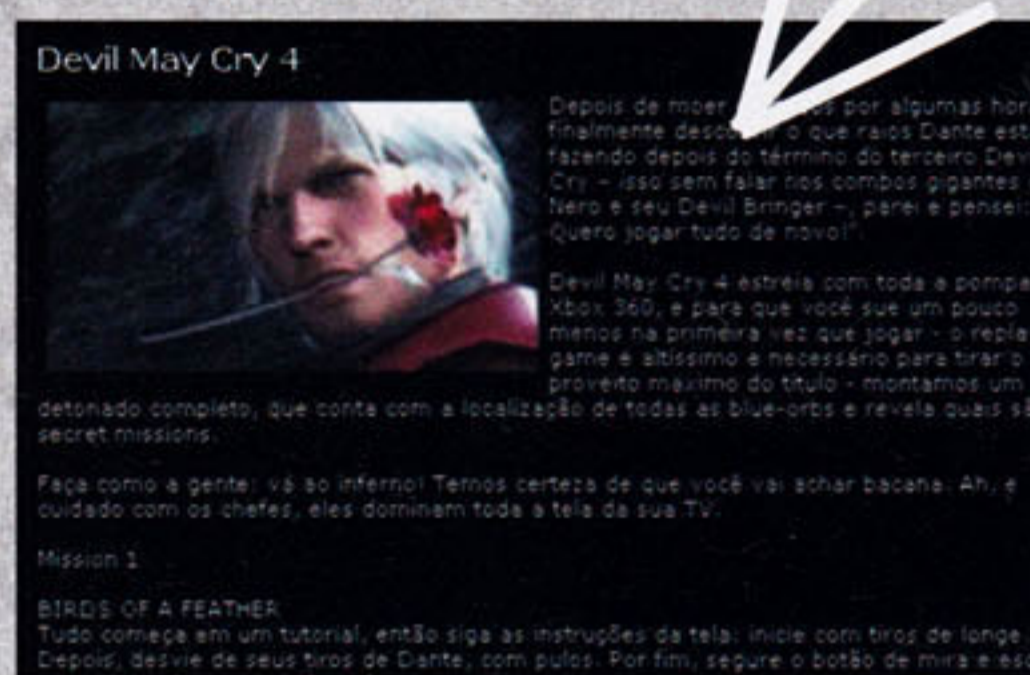 Devil May Cry 4
Depois de moer por algumas
finalmente o que raios Dante
fazendo depois do término do terceiro
Cry – isso sem falar nos combos gigantes
Nero e seu Devil Bringer –, parei e pensei:
Quero jogar tudo de novo!".
Devil May Cry 4 estréia com toda a pompa
Xbox 360, e para que você sue um pouco
menos na primeira vez que jogar - o
game é altíssimo e necessário para tirar o
proveito máximo do título - montamos um
detonado completo, que conta com a localização de todas as blue-orbs e revela quais
secret missions.
Faça como a gente: vá ao inferno! Temos certeza de que você vai achar bacana. Ah, e
cuidado com os chefes, eles dominam toda a tela da sua TV.
Mission 1
BIRDS OF A FEATHER
Tudo começa em um tutorial, então siga as instruções da tela: inicie com tiros de longe
Depois, desvie de seus tiros de Dante, com pulos. Por fim, segure o botão de mira e